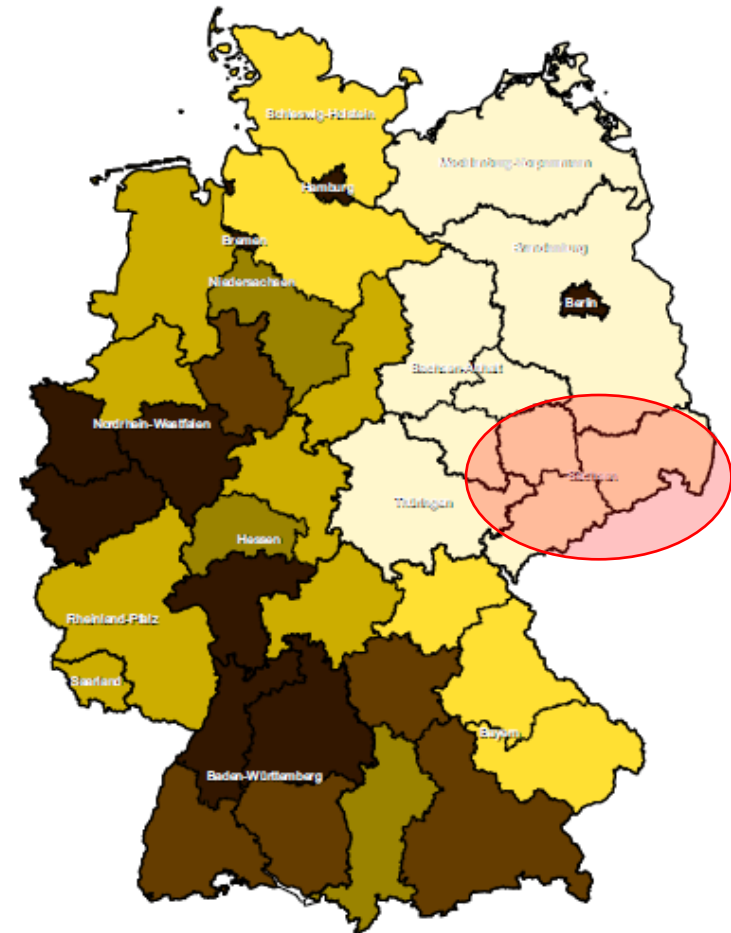 Schleswig-Holstein
Mecklenburg-Vorpommern
Hamburg
Bremen
Brandenburg
Niedersachsen
Berlin
Sachsen-Anhalt
Nordrhein-Westfalen
Sachsen
Thüringen
Hessen
Rheinland-Pfalz
Saarland
Bayern
Baden-Württemberg